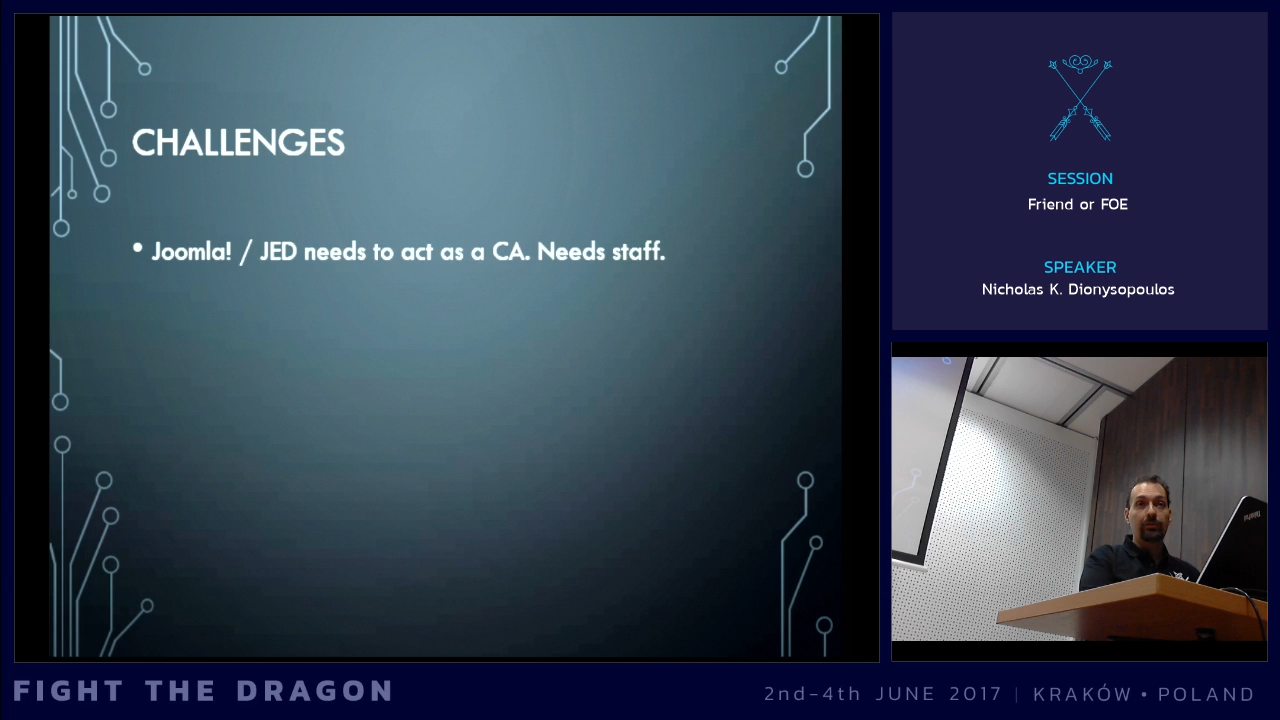 CHALLENGES
• Joomla! / JED needs to act as a CA. Needs staff.
SESSION
Friend or FOE
SPEAKER
Nicholas K. Dionysopoulos
ThinkPad
FIGHT THE DRAGON
2nd-4th JUNE 2017 | KRAKÓW • POLAND